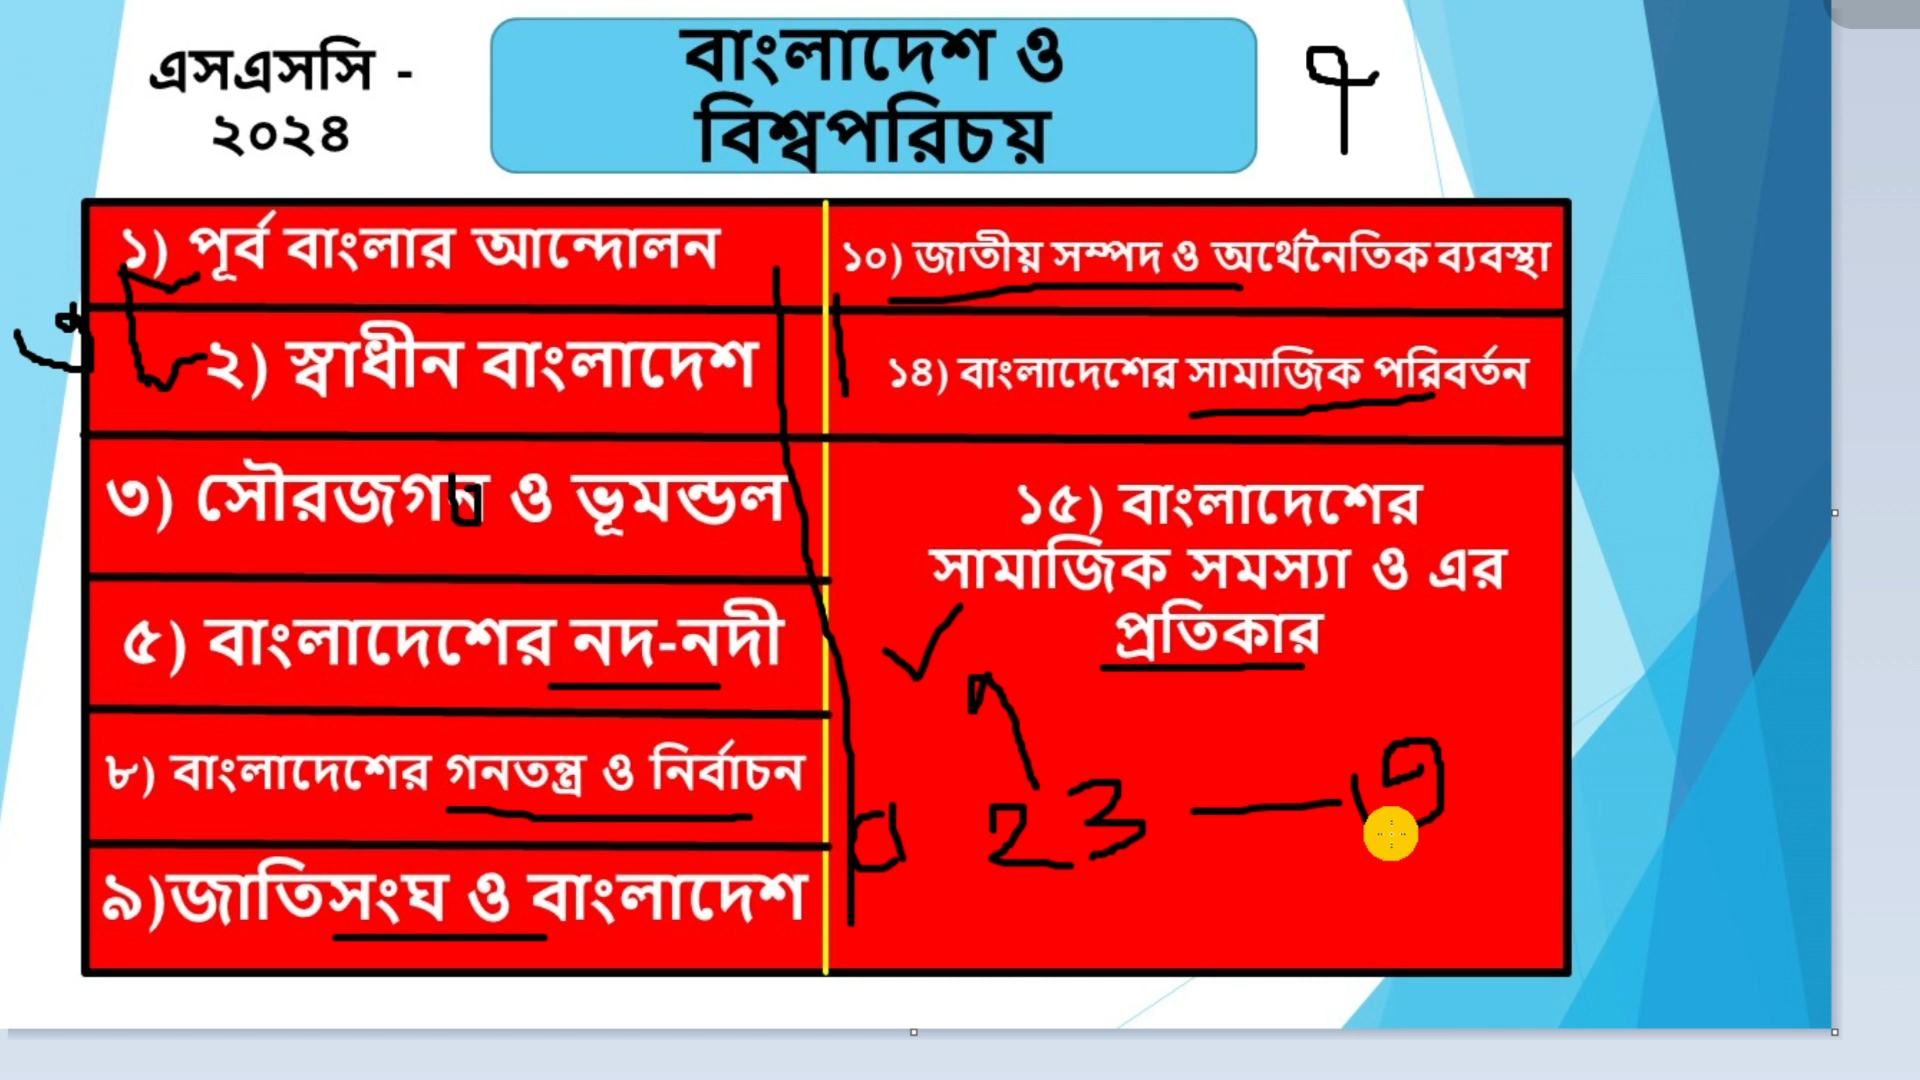 এসএসসি -
২০২৪
বাংলাদেশ ও
বিশ্বপরিচয়
১) পূর্ব বাংলার আন্দোলন
২) স্বাধীন বাংলাদেশ
৩) সৌরজগৎ ও ভূমন্ডল
৫) বাংলাদেশের নদ-নদী
৮) বাংলাদেশের গনতন্ত্র ও নির্বাচন
৯)জাতিসংঘ ও বাংলাদেশ
১০) জাতীয় সম্পদ ও অর্থেনৈতিক ব্যবস্থা
১৪) বাংলাদেশের সামাজিক পরিবর্তন
১৫) বাংলাদেশের
সামাজিক সমস্যা ও এর
প্রতিকার
23